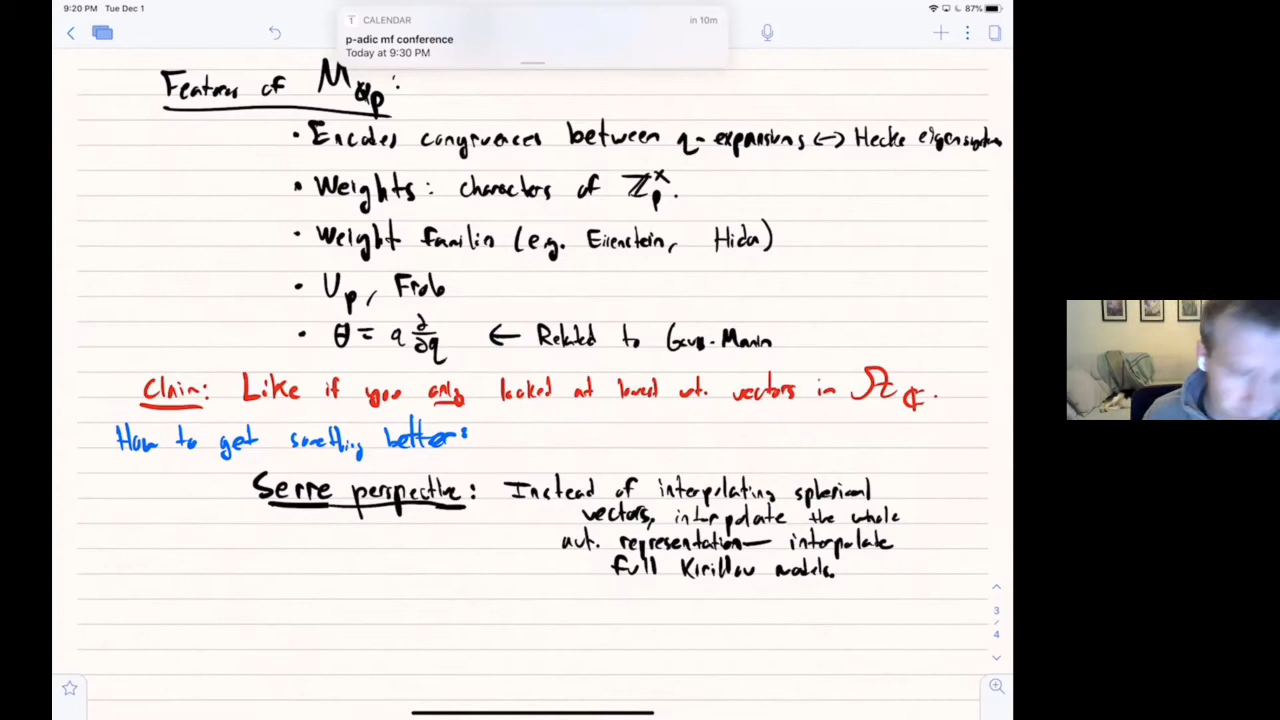 9:20 PM Tue Dec 1
87%
CALENDAR
in 10m
p-adic mf conference
Today at 9:30 PM
Features of M_Qp:
• Encodes congruences between q-expansions <-> Hecke eigensystems
• Weights: characters of Z_p^x.
• Weight families (e.g. Eisenstein, Hida)
• U_p, Frob
• θ = q ∂/∂q ← Related to Gauss-Manin
Claim: Like if you only looked at lowest wt. vectors in
How to get something better:
Serre perspective: Instead of interpolating spherical
vectors, interpolate the whole
aut. representation— interpolate
full Kirillov models.
3
/
4